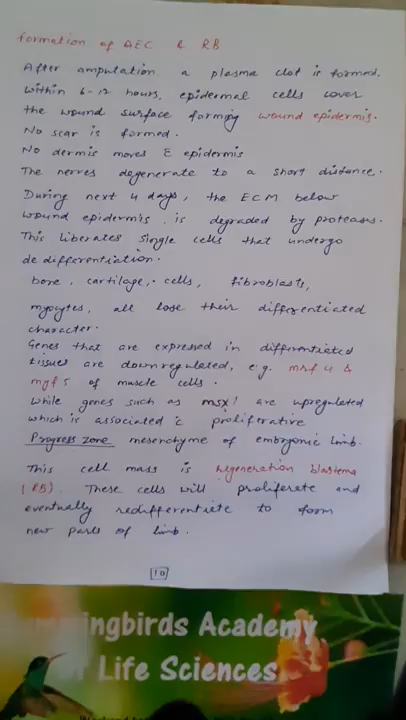 formation of AEC & RB
After amputation a plasma clot is formed.
Within 6-12 hours, epidermal cells cover
the wound surface forming wound epidermis.
No scar is formed.
No dermis moves c̄ epidermis
The nerves degenerate to a short distance.
During next 4 days, the ECM below
wound epidermis is degraded by proteases.
This liberates single cells that undergo
dedifferentiation.
bone, cartilage, cells, fibroblasts,
myocytes, all lose their differentiated
character.
Genes that are expressed in differentiated
tissues are downregulated, e.g. mrf 4 &
myf 5 of muscle cells.
While genes such as msx1 are upregulated
which is associated c̄ proliferative
Progress zone mesenchyme of embryonic limb.
This cell mass is regeneration blastema
(RB). These cells will proliferate and
eventually redifferentiate to form
new parts of limb.
10
ingbirds Academy
Life Sciences